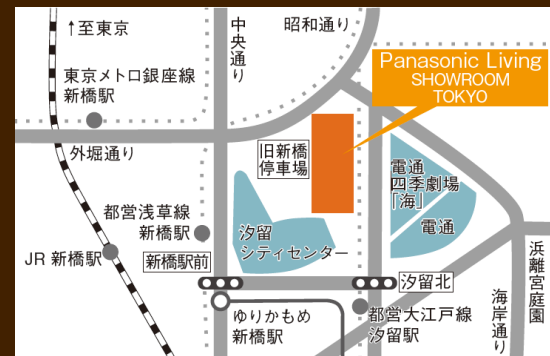 ↑至東京
中央通り
昭和通り
Panasonic Living
SHOWROOM
TOKYO
東京メトロ銀座線
新橋駅
外堀通り
旧新橋
停車場
電通
四季劇場
「海」
電通
都営浅草線
新橋駅
汐留
シティセンター
JR 新橋駅
新橋駅前
汐留北
浜離宮庭園
海岸通り
ゆりかもめ
新橋駅
都営大江戸線
汐留駅